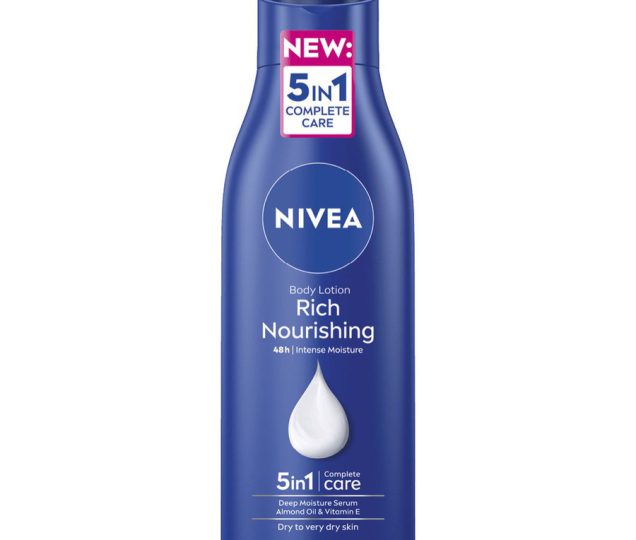 NEW:
5IN1
COMPLETE
CARE
NIVEA
Body Lotion
Rich
Nourishing
48h | Intense Moisture
5in1 | Complete
care
Deep Moisture Serum
Almond Oil & Vitamin E
Dry to very dry skin